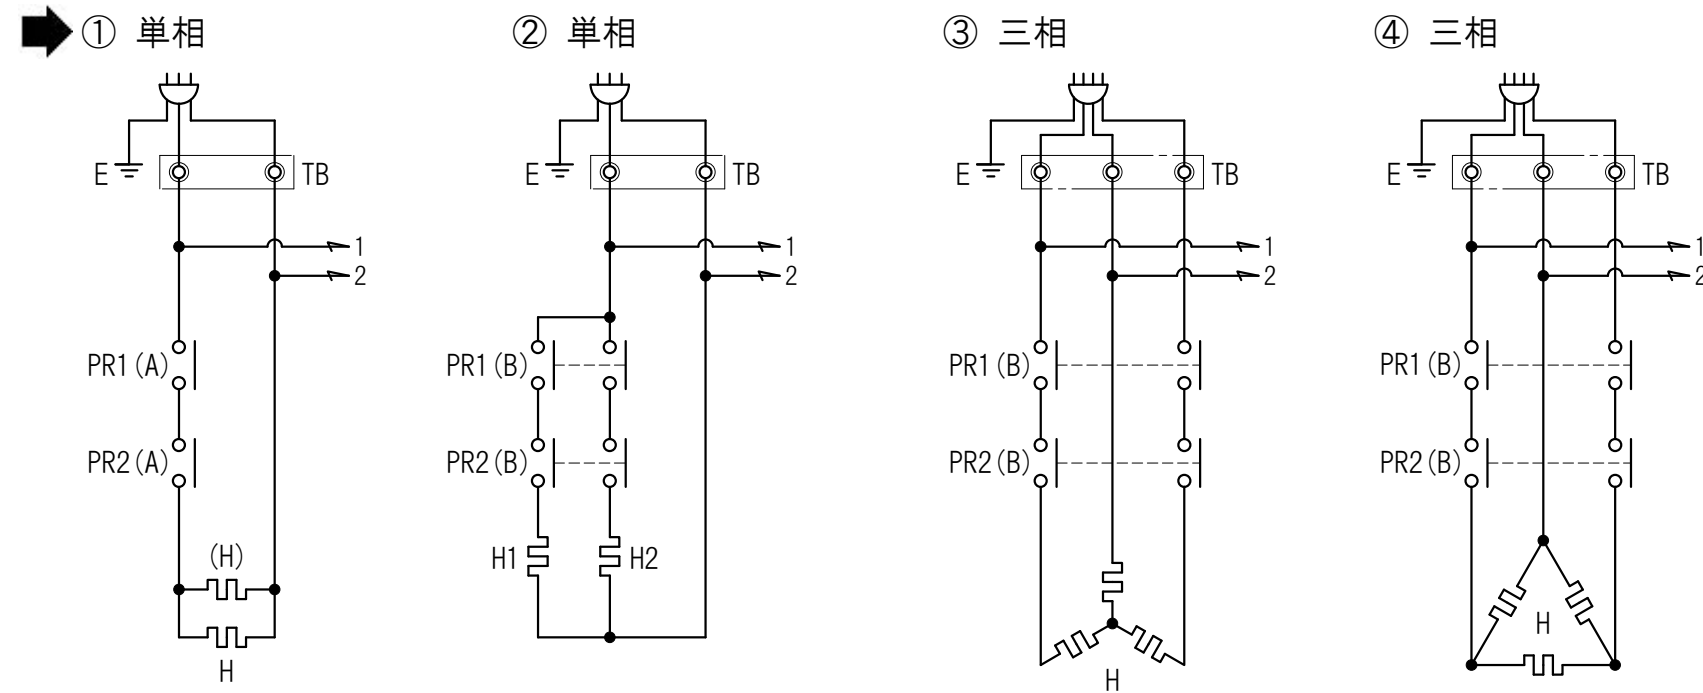 ① 単相
② 単相
③ 三相
④ 三相
E TB
E TB
E TB
E TB
1
1
1
1
2
2
2
2
PR1(A)
PR1(B)
PR1(B)
PR1(B)
PR2(A)
PR2(B)
PR2(B)
PR2(B)
(H)
H1 H2
H
H
H
H